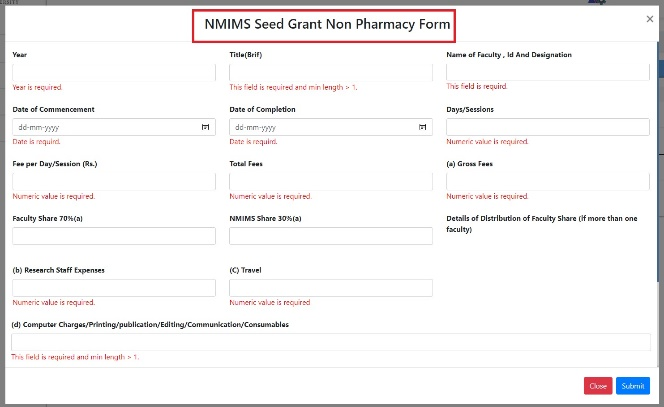 NMIMS Seed Grant Non Pharmacy Form
×
Year
Title(Brif)
Name of Faculty , Id And Designation
Year is required.
This field is required and min length > 1.
This field is requird.
Date of Commencement
Date of Completion
Days/Sessions
dd-mm-yyyy
dd-mm-yyyy
Date is requird.
Date is requird.
Numeric value is required.
Fee per Day/Session (Rs.)
Total Fees
(a) Gross Fees
Numeric value is required.
Numeric value is required.
Numeric value is required.
Faculty Share 70%(a)
NMIMS Share 30%(a)
Details of Distribution of Faculty Share (If more than one
faculty)
(b) Research Staff Expenses
(C) Travel
Numeric value is required.
Numeric value is required
(d) Computer Charges/Printing/publication/Editing/Communication/Consumables
This field is required and min length > 1.
Close
Submit